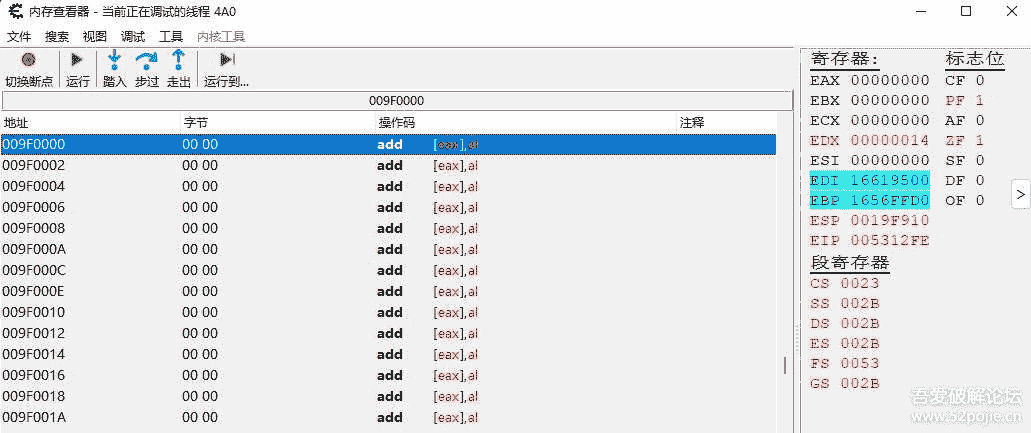 内存查看器 - 当前正在调试的线程 4A0
文件 搜索 视图 调试 工具 内核工具
切换断点 运行 踏入 步过 走出 运行到...
009F0000
地址 字节 操作码 注释
009F0000 00 00 add [eax],al
009F0002 00 00 add [eax],al
009F0004 00 00 add [eax],al
009F0006 00 00 add [eax],al
009F0008 00 00 add [eax],al
009F000A 00 00 add [eax],al
009F000C 00 00 add [eax],al
009F000E 00 00 add [eax],al
009F0010 00 00 add [eax],al
009F0012 00 00 add [eax],al
009F0014 00 00 add [eax],al
009F0016 00 00 add [eax],al
009F0018 00 00 add [eax],al
009F001A 00 00 add [eax],al
寄存器: 标志位
EAX 00000000 CF 0
EBX 00000000 PF 1
ECX 00000000 AF 0
EDX 00000014 ZF 1
ESI 00000000 SF 0
EDI 16619500 DF 0
EBP 1656FFD0 OF 0
ESP 0019F910
EIP 005312FE
段寄存器
CS 0023
SS 002B
DS 002B
ES 002B
FS 0053
GS 002B
吾爱破解论坛
www.52pojie.cn